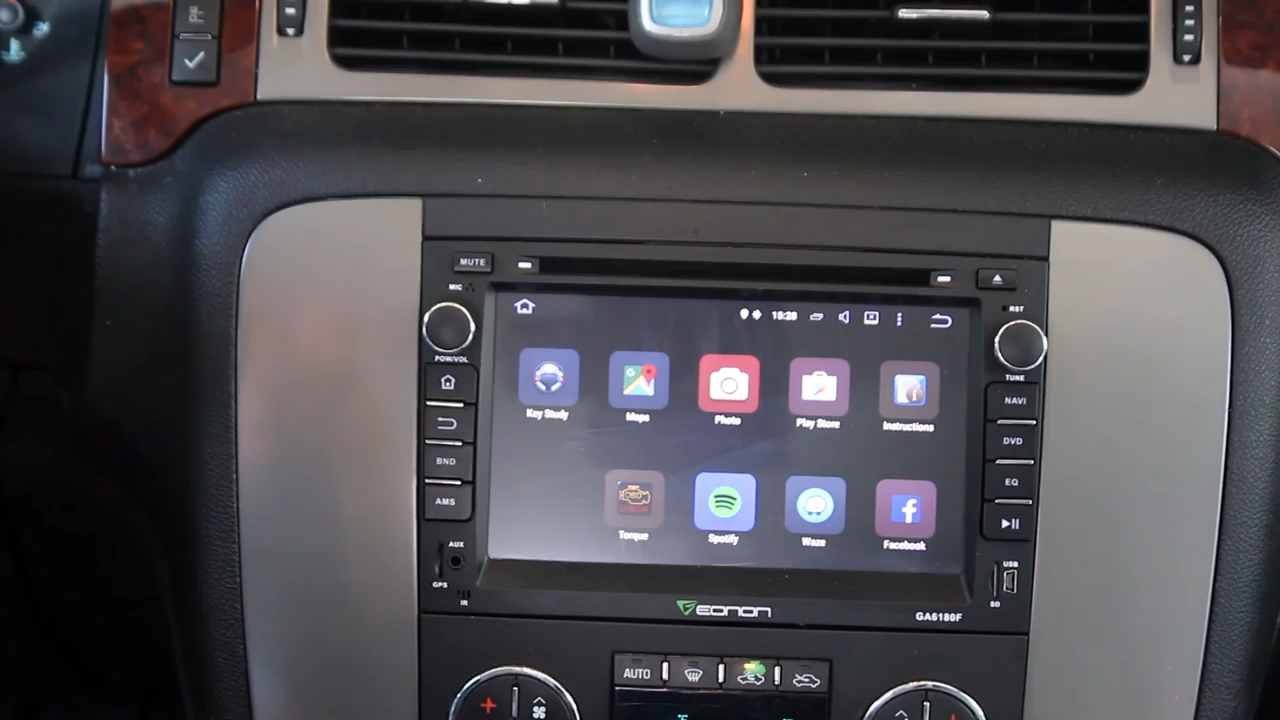 MUTE
MIC
RST
POW/VOL
TUNE
15:28
Key Study
Maps
Photo
Play Store
Instructions
NAVI
DVD
BND
EQ
AMS
Torque
Spotify
Waze
Facebook
AUX
GPS
IR
USB
SD
EONON
GA6180F
AUTO